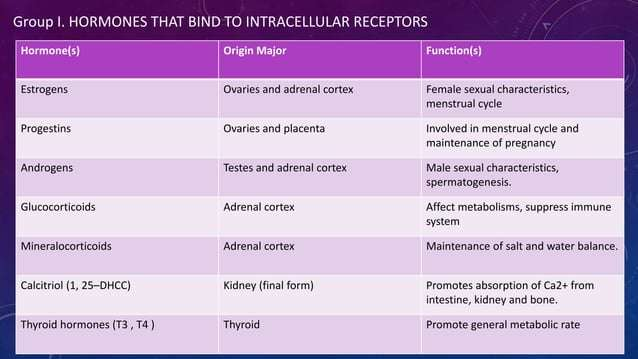 Group I. HORMONES THAT BIND TO INTRACELLULAR RECEPTORS
Hormone(s) Origin Major Function(s)
Estrogens Ovaries and adrenal cortex Female sexual characteristics,
menstrual cycle
Progestins Ovaries and placenta Involved in menstrual cycle and
maintenance of pregnancy
Androgens Testes and adrenal cortex Male sexual characteristics,
spermatogenesis.
Glucocorticoids Adrenal cortex Affect metabolisms, suppress immune
system
Mineralocorticoids Adrenal cortex Maintenance of salt and water balance.
Calcitriol (1, 25–DHCC) Kidney (final form) Promotes absorption of Ca2+ from
intestine, kidney and bone.
Thyroid hormones (T3 , T4 ) Thyroid Promote general metabolic rate